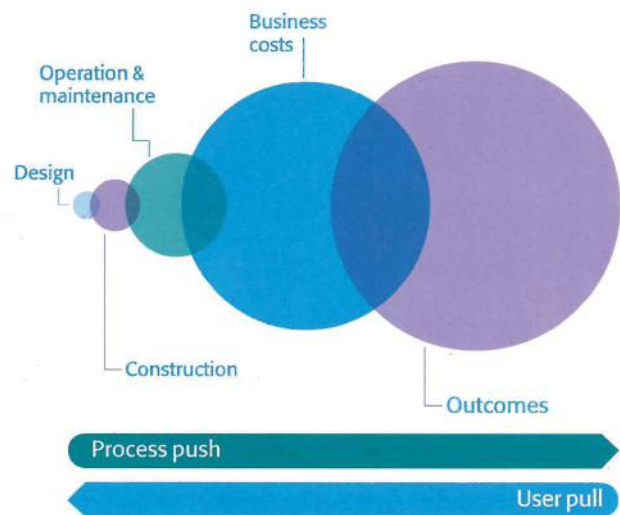 Business
costs
Operation &
maintenance
Design
Construction
Outcomes
Process push
User pull